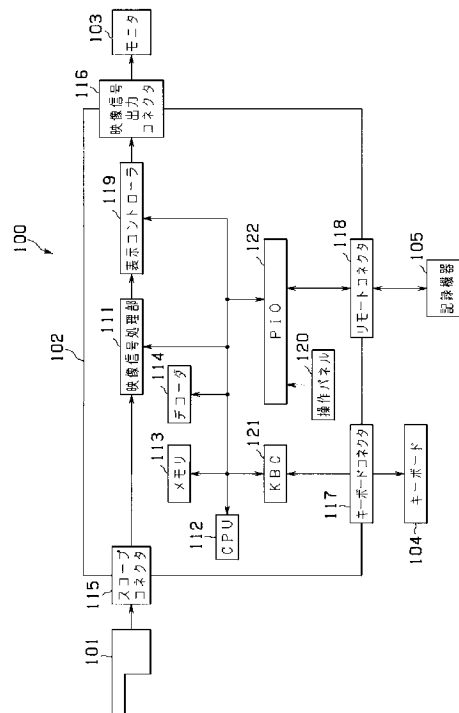 100
102
101
115
スコープ
コネクタ
111
映像信号処理部
119
表示コントローラ
116
映像信号
出力
コネクタ
103
モニタ
112
CPU
113
メモリ
114
デコーダ
121
KBC
122
PIO
120
操作パネル
117
キーボードコネクタ
118
リモートコネクタ
104
キーボード
105
記録機器